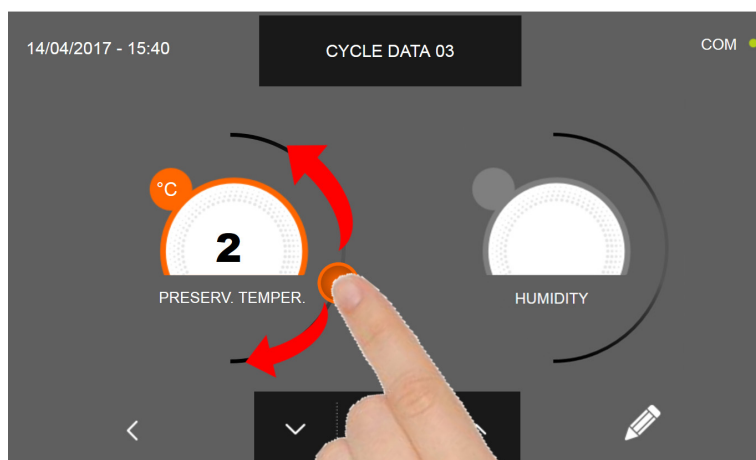 14/04/2017 - 15:40
CYCLE DATA 03
COM
°C
2
PRESERV. TEMPER.
HUMIDITY